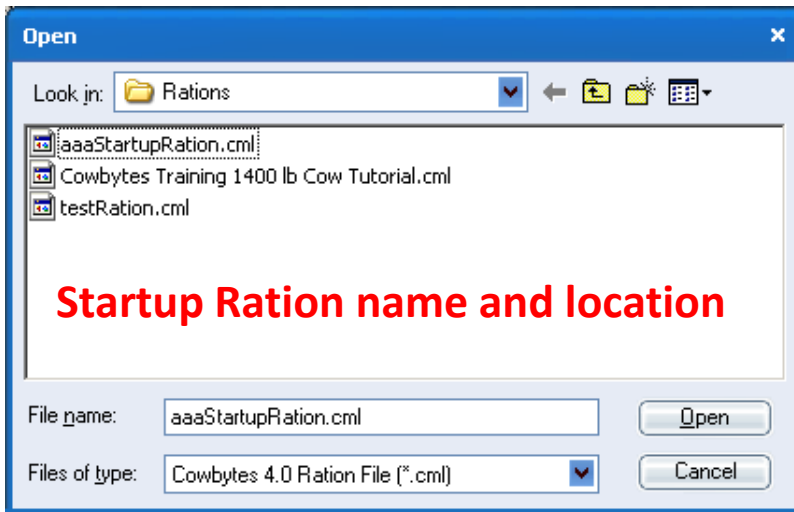 Open
Look in: Rations
aaaStartupRation.cml
Cowbytes Training 1400 lb Cow Tutorial.cml
testRation.cml
Startup Ration name and location
File name: aaaStartupRation.cml Open
Files of type: Cowbytes 4.0 Ration File (*.cml) Cancel